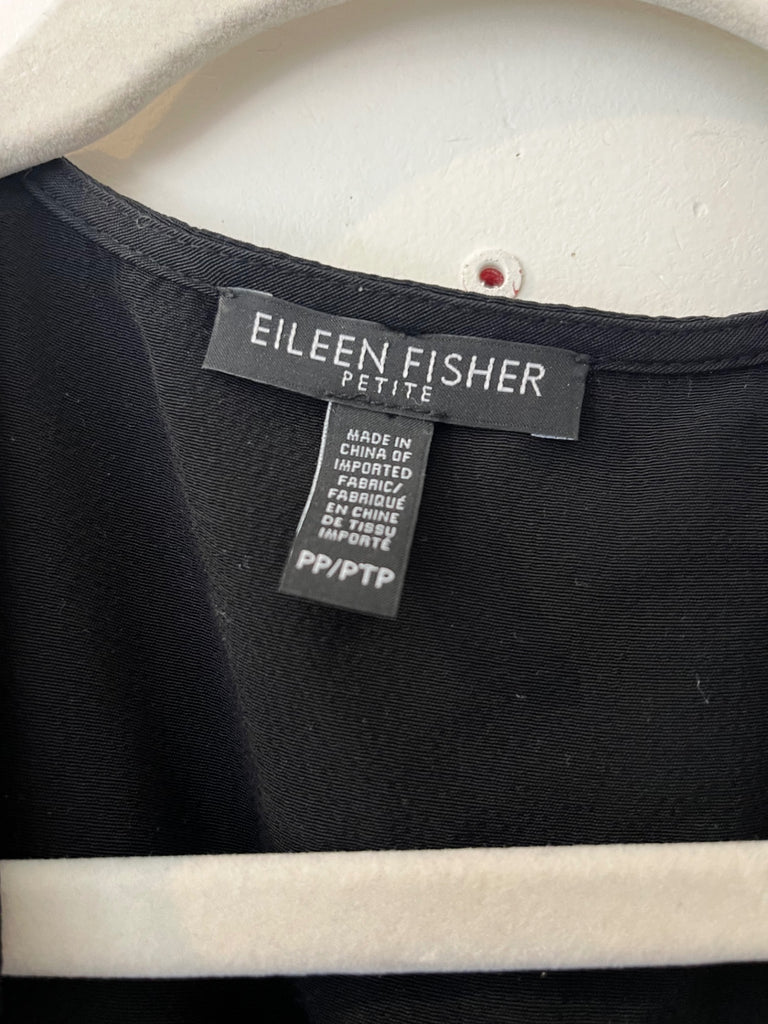 EILEEN FISHER
PETITE
MADE IN
CHINA OF
IMPORTED
FABRIC/
FABRIQUÉ
EN CHINE
DE TISSU
IMPORTÉ
PP/PTP